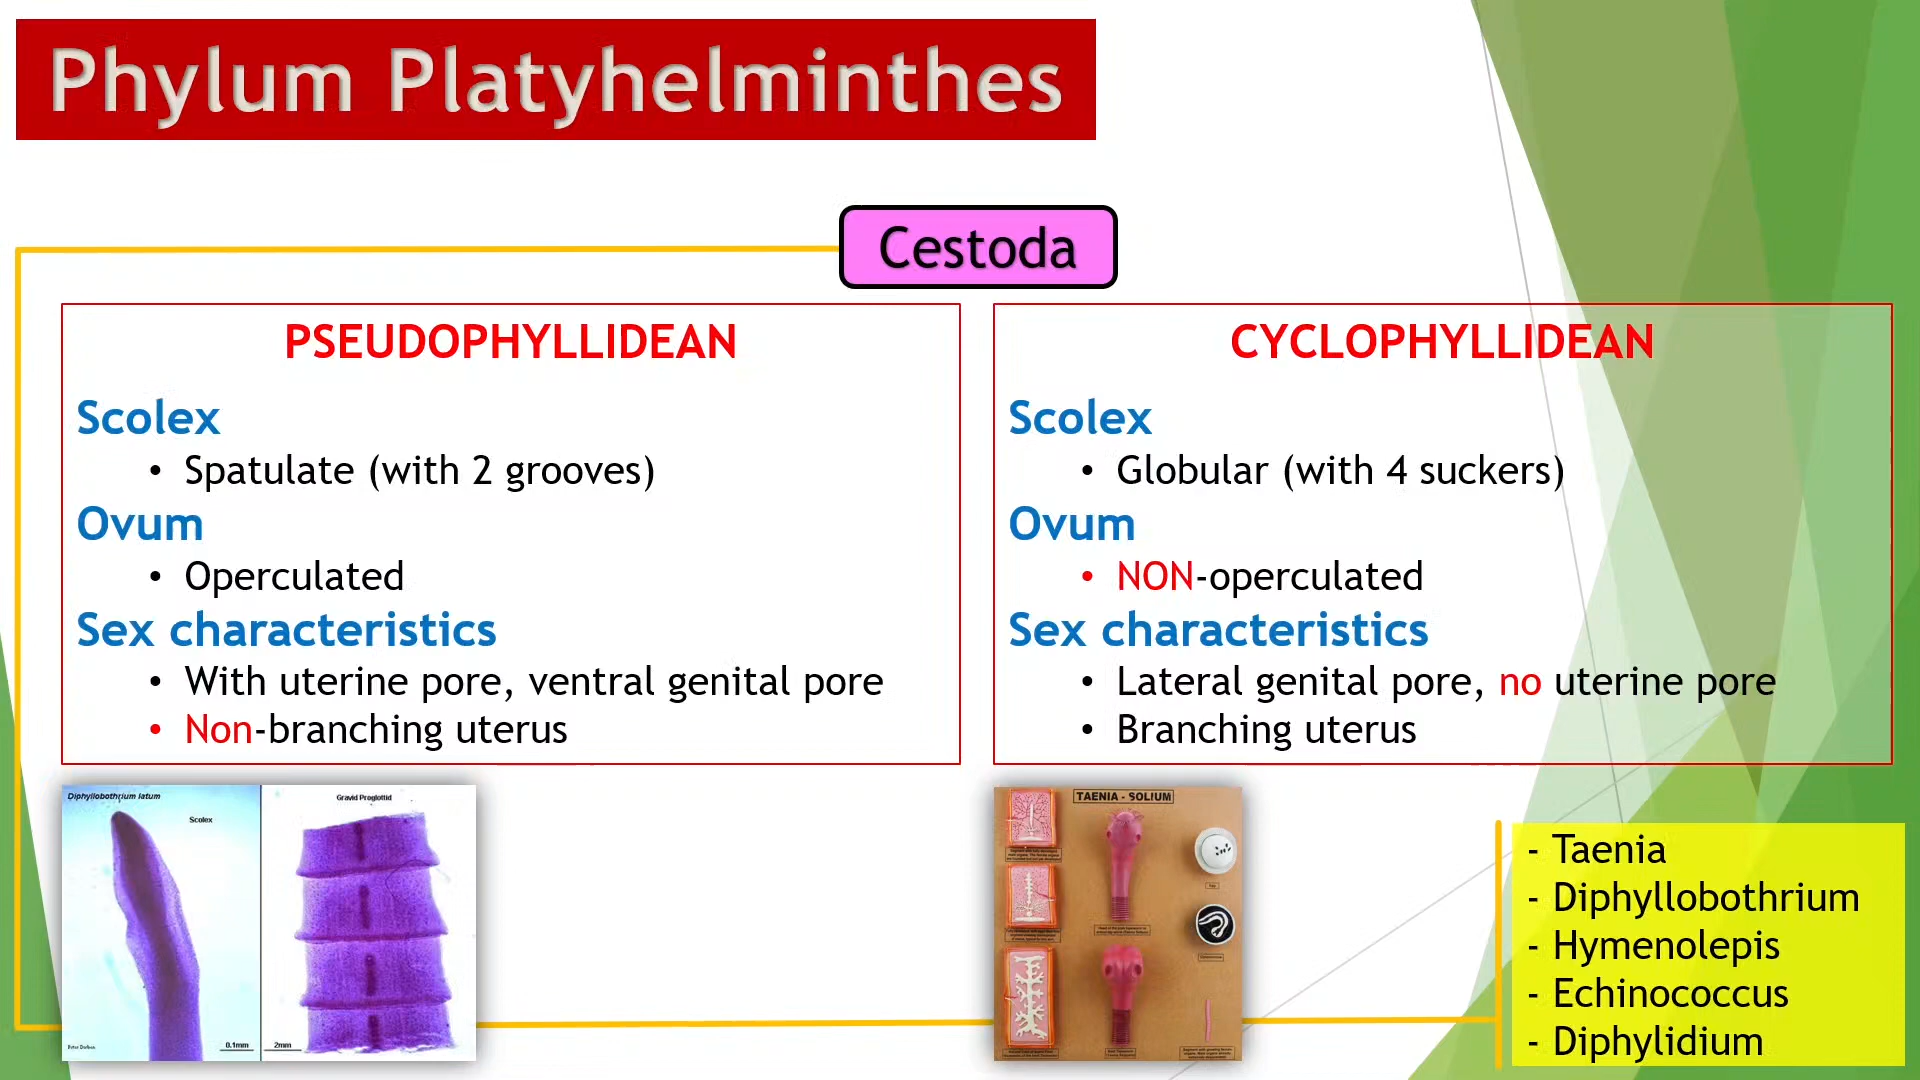 Phylum Platyhelminthes
Cestoda
PSEUDOPHYLLIDEAN
Scolex
• Spatulate (with 2 grooves)
Ovum
• Operculated
Sex characteristics
• With uterine pore, ventral genital pore
• Non-branching uterus
CYCLOPHYLLIDEAN
Scolex
• Globular (with 4 suckers)
Ovum
• NON-operculated
Sex characteristics
• Lateral genital pore, no uterine pore
• Branching uterus
Diphyllobothrium latum
Scolex
Gravid Proglottid
0.1mm
2mm
TAENIA - SOLIUM
- Taenia
- Diphyllobothrium
- Hymenolepis
- Echinococcus
- Diphylidium